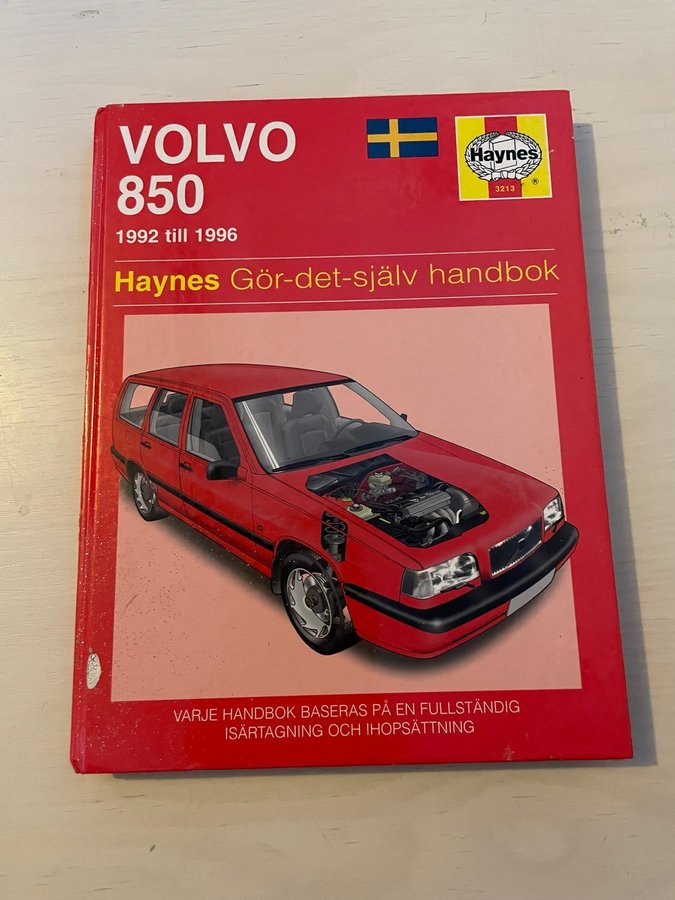 VOLVO
850
1992 till 1996
Haynes
3213
®
Haynes Gör-det-själv handbok
VOLVO
VARJE HANDBOK BASERAS PÅ EN FULLSTÄNDIG
ISÄRTAGNING OCH IHOPSÄTTNING